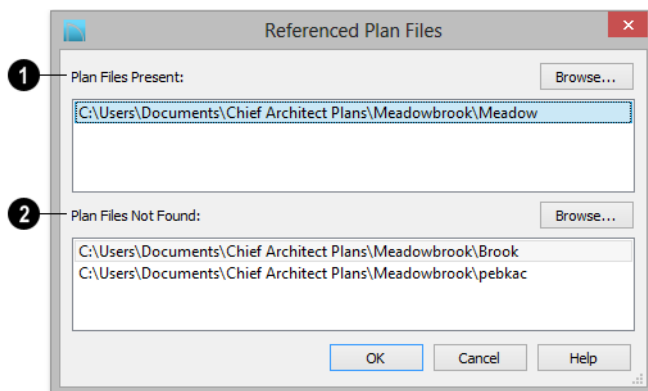 Referenced Plan Files
1
Plan Files Present:
Browse...
C:\Users\Documents\Chief Architect Plans\Meadowbrook\Meadow
2
Plan Files Not Found:
Browse...
C:\Users\Documents\Chief Architect Plans\Meadowbrook\Brook
C:\Users\Documents\Chief Architect Plans\Meadowbrook\pebkac
OK
Cancel
Help